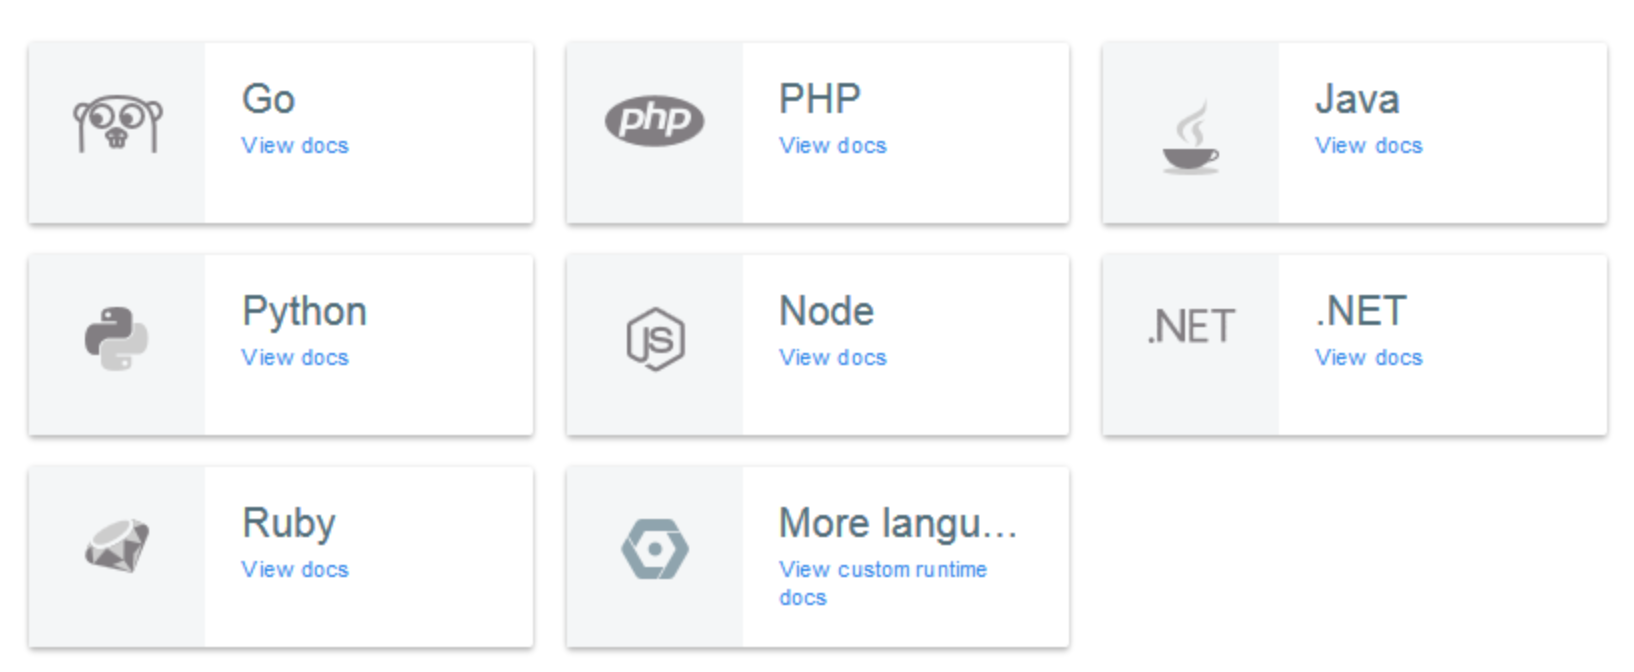 Go
View docs
php
PHP
View docs
Java
View docs
Python
View docs
JS
Node
View docs
.NET
.NET
View docs
Ruby
View docs
More langu...
View custom runtime
docs